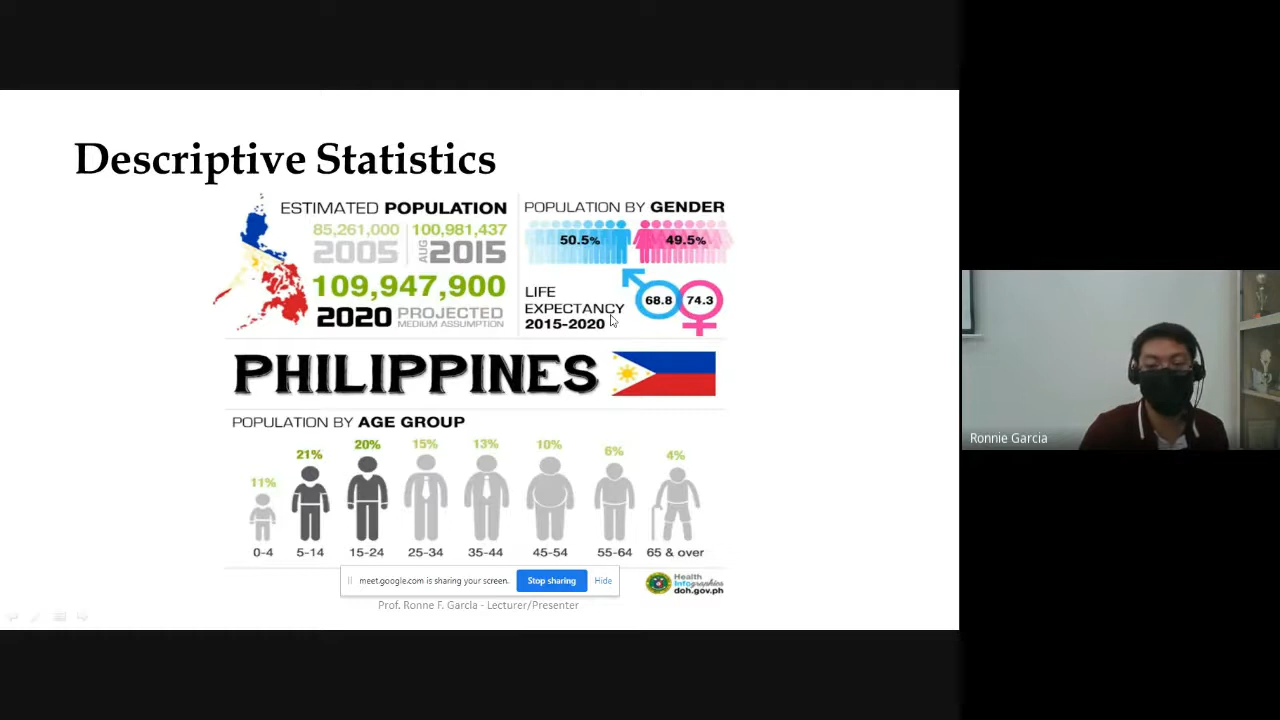 Descriptive Statistics
ESTIMATED POPULATION
85,261,000 100,981,437
2005 AUG 2015
109,947,900
2020 PROJECTED
MEDIUM ASSUMPTION
POPULATION BY GENDER
50.5% 49.5%
LIFE
EXPECTANCY
2015-2020
68.8 74.3
PHILIPPINES
POPULATION BY AGE GROUP
11% 21% 20% 15% 13% 10% 6% 4%
0-4 5-14 15-24 25-34 35-44 45-54 55-64 65 & over
meet.google.com is sharing your screen. Stop sharing Hide
Health
Infographics
doh.gov.ph
Prof. Ronne F. Garcia - Lecturer/Presenter
Ronnie Garcia